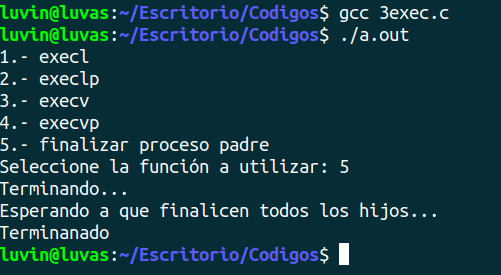 luvin@luvas:~/Escritorio/Codigos$ gcc 3exec.c
luvin@luvas:~/Escritorio/Codigos$ ./a.out
1.- execl
2.- execlp
3.- execv
4.- execvp
5.- finalizar proceso padre
Seleccione la función a utilizar: 5
Terminando...
Esperando a que finalicen todos los hijos...
Terminanado
luvin@luvas:~/Escritorio/Codigos$